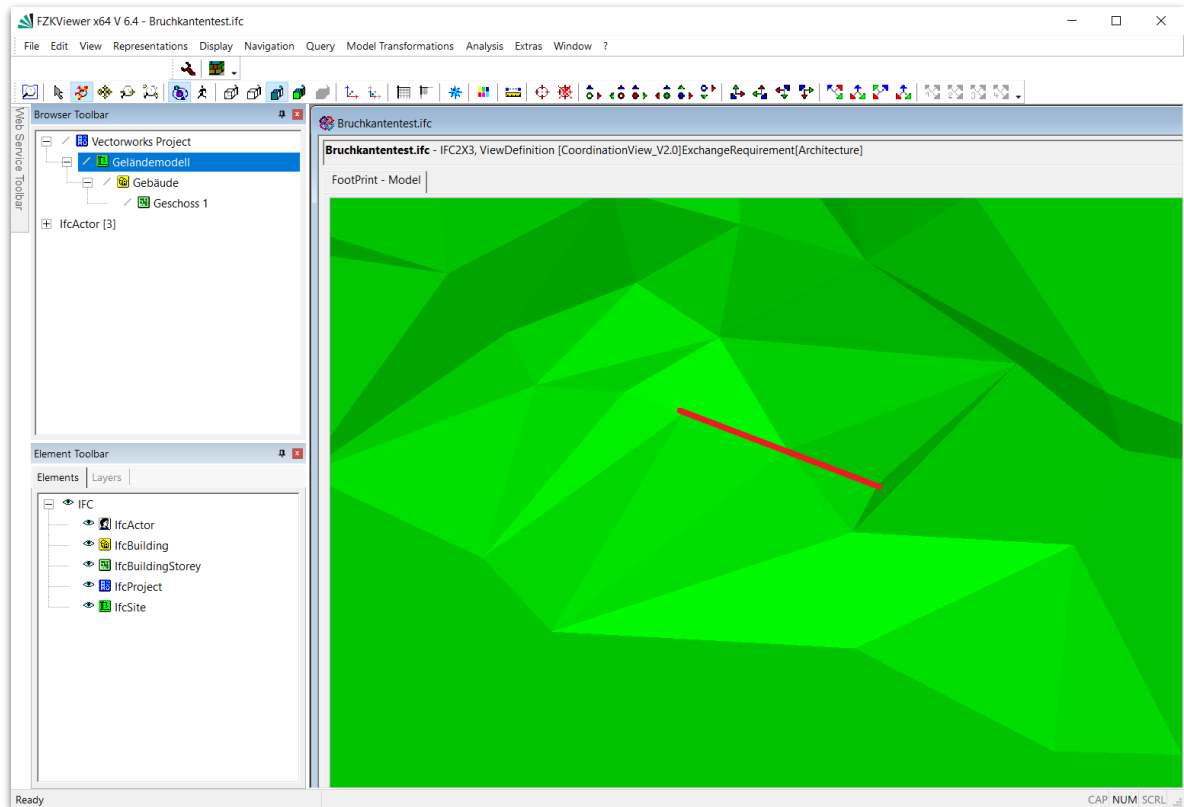 FZKViewer x64 V 6.4 - Bruchkantentest.ifc
File Edit View Representations Display Navigation Query Model Transformations Analysis Extras Window ?
Web Service Toolbar
Browser Toolbar
Vectorworks Project
Geländemodell
Gebäude
Geschoss 1
IfcActor [3]
Element Toolbar
Elements Layers
IFC
IfcActor
IfcBuilding
IfcBuildingStorey
IfcProject
IfcSite
Bruchkantentest.ifc
Bruchkantentest.ifc - IFC2X3, ViewDefinition [CoordinationView_V2.0]ExchangeRequirement[Architecture]
FootPrint - Model
Ready
CAP NUM SCRL